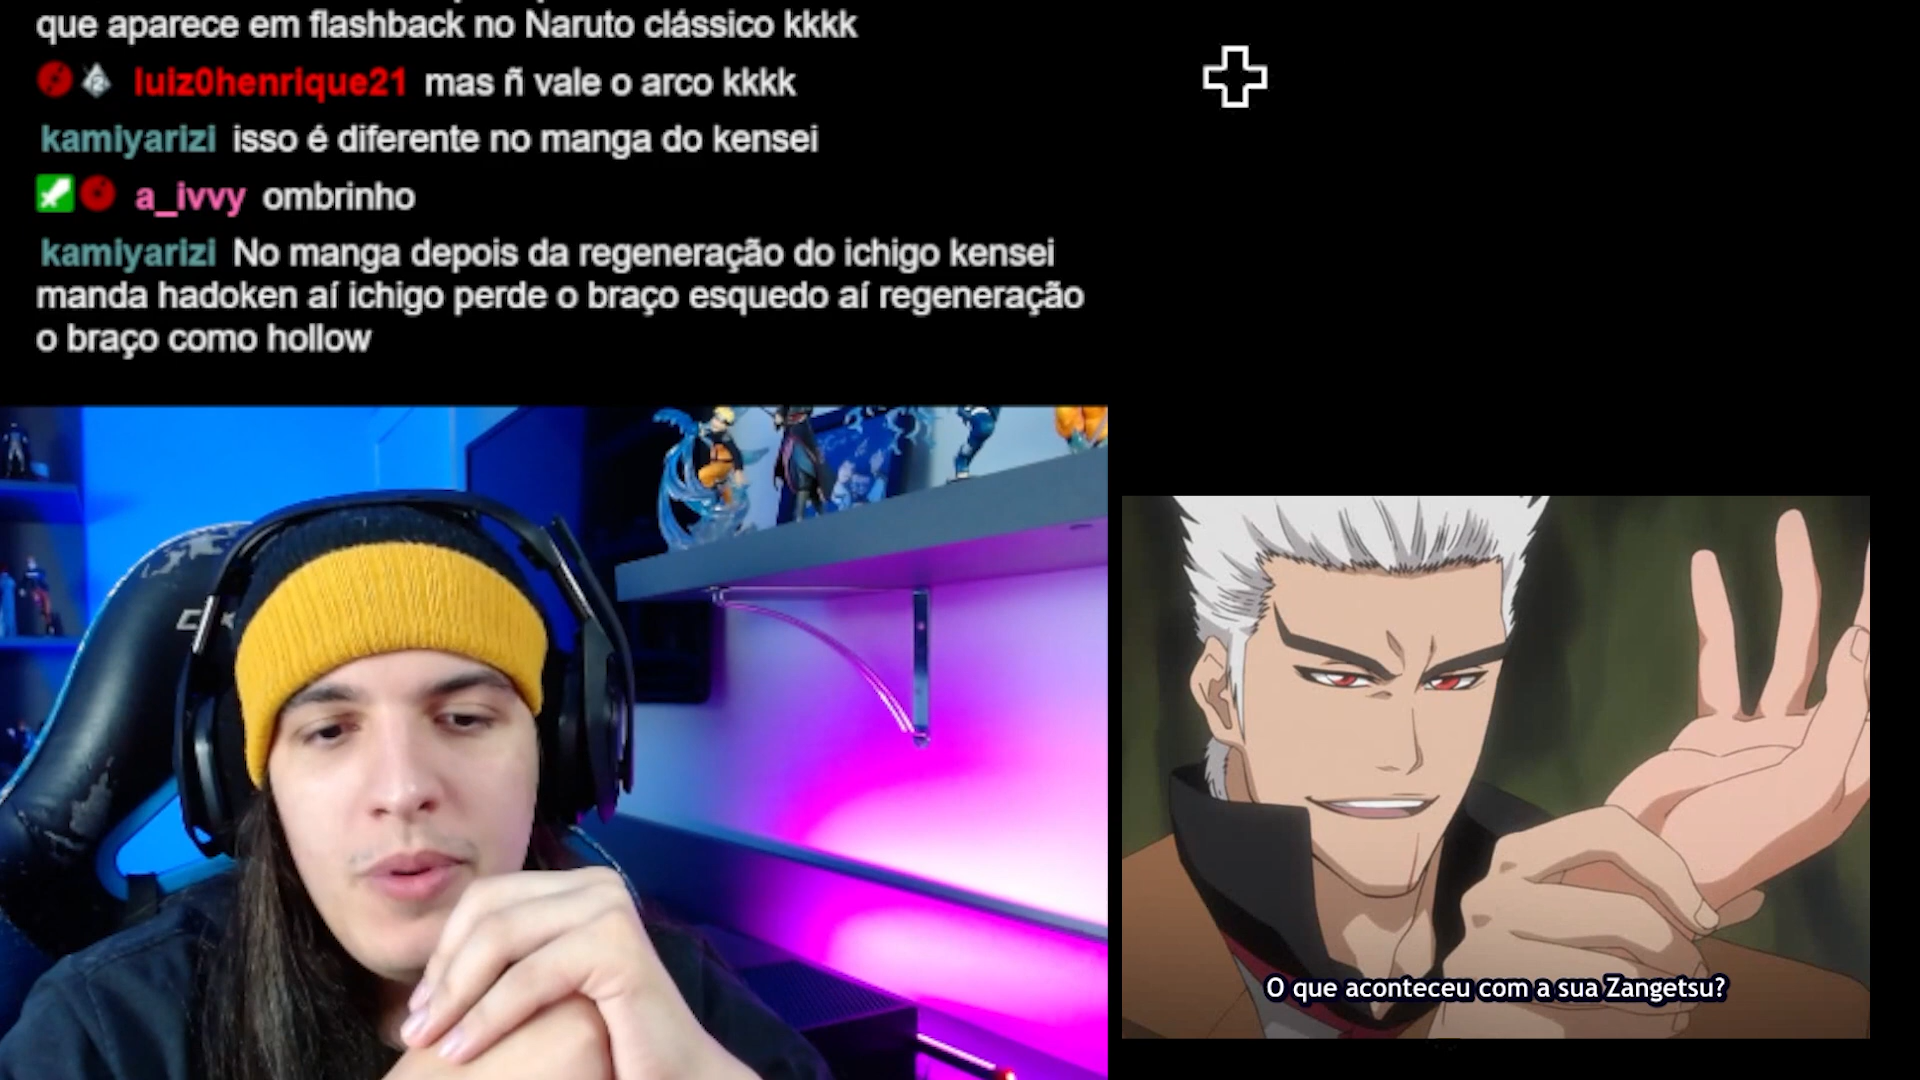 que aparece em flashback no Naruto clássico kkkk
luiz0henrique21 mas ñ vale o arco kkkk
kamiyarizi isso é diferente no manga do kensei
a_ivvy ombrinho
kamiyarizi No manga depois da regeneração do ichigo kensei
manda hadoken aí ichigo perde o braço esquedo aí regeneração
o braço como hollow
O que aconteceu com a sua Zangetsu?